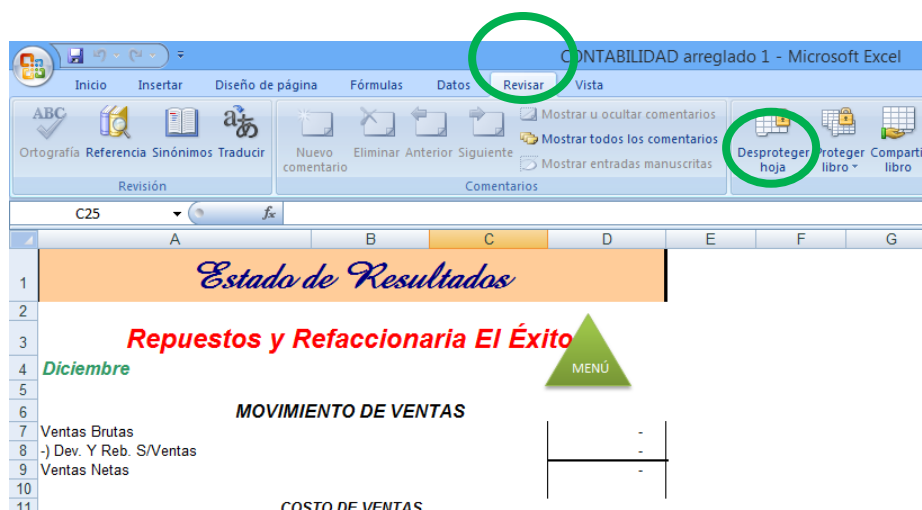 CONTABILIDAD arreglado 1 - Microsoft Excel
Inicio Insertar Diseño de página Fórmulas Datos Revisar Vista
ABC
Ortografía Referencia Sinónimos Traducir
Nuevo comentario Eliminar Anterior Siguiente
Mostrar u ocultar comentarios
Mostrar todos los comentarios
Mostrar entradas manuscritas
Desproteger hoja
Proteger libro
Comparti libro
Revisión Comentarios
C25 fx
A B C D E F G
1 Estado de Resultados
2
3 Repuestos y Refaccionaria El Éxito
4 Diciembre
MENÚ
5
6 MOVIMIENTO DE VENTAS
7 Ventas Brutas -
8 -) Dev. Y Reb. S/Ventas -
9 Ventas Netas -
10
11 COSTO DE VENTAS